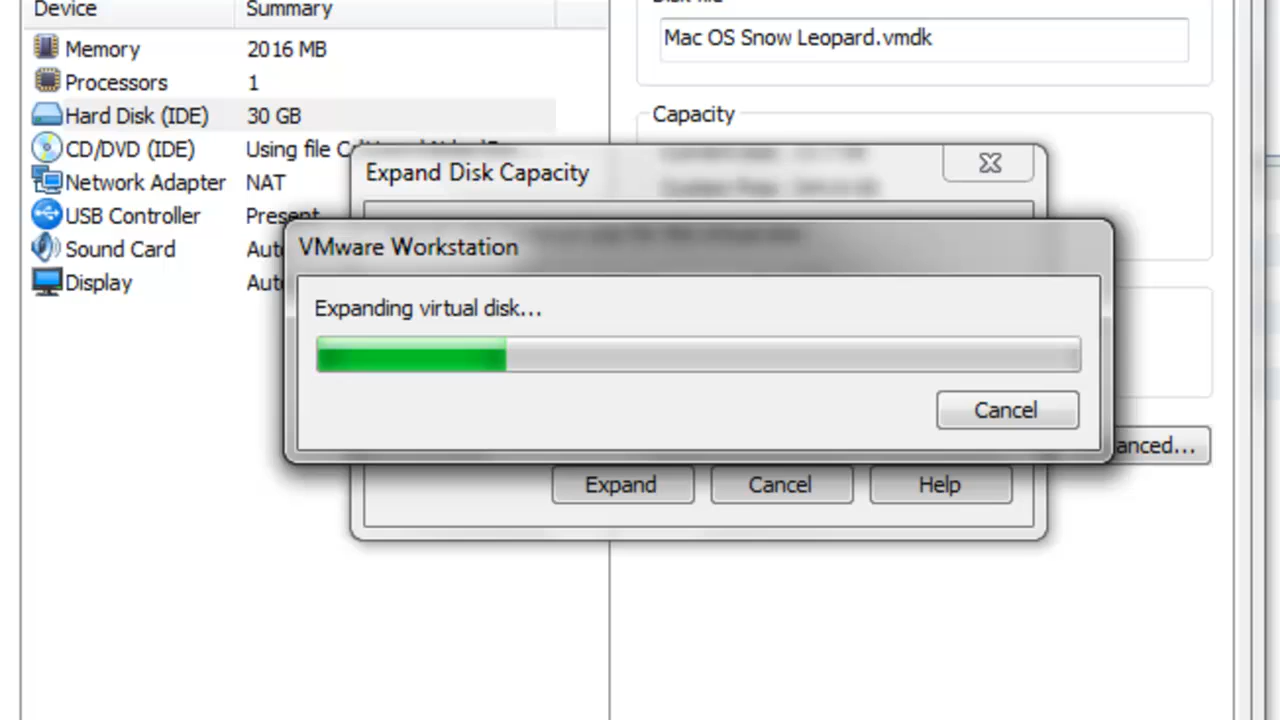 Device Summary
Memory 2016 MB
Processors 1
Hard Disk (IDE) 30 GB
CD/DVD (IDE) Using file
Network Adapter NAT
USB Controller Present
Sound Card
Display
Mac OS Snow Leopard.vmdk
Capacity
Expand Disk Capacity
VMware Workstation
Expanding virtual disk...
Cancel
anced...
Expand Cancel Help